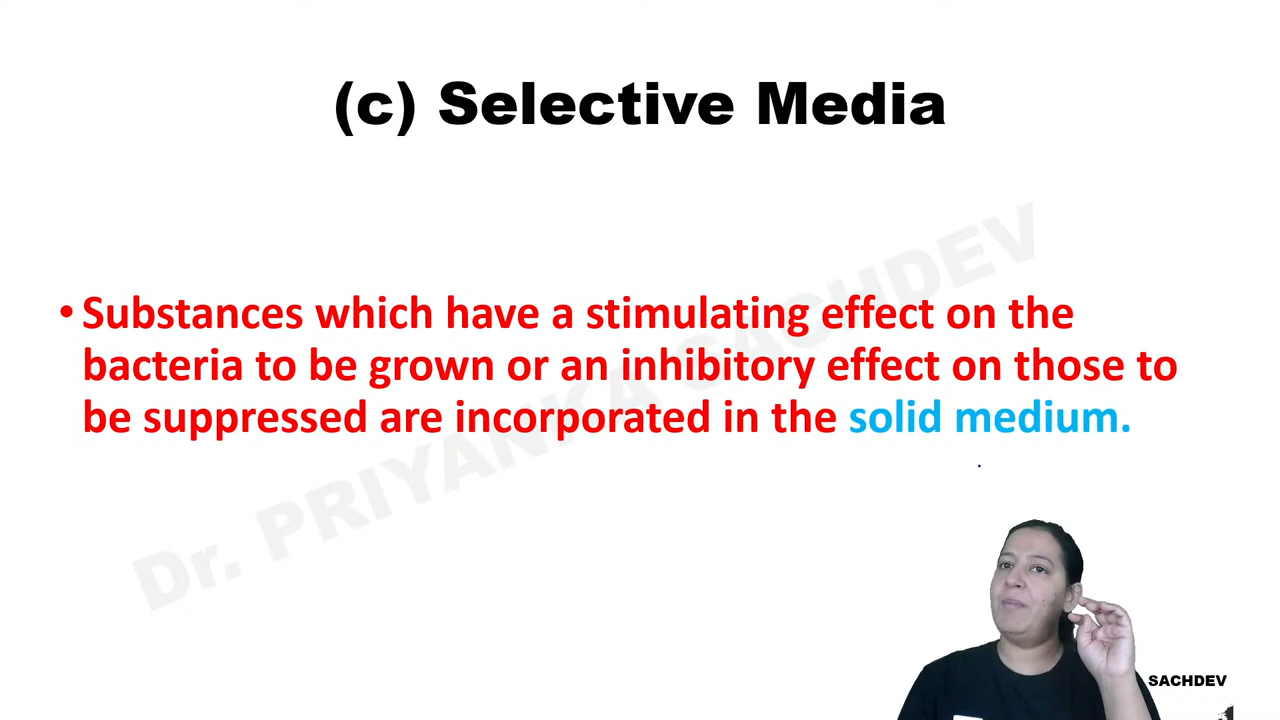 (c) Selective Media
• Substances which have a stimulating effect on the
bacteria to be grown or an inhibitory effect on those to
be suppressed are incorporated in the solid medium.
Dr. PRIYANKA SACHDEV
SACHDEV